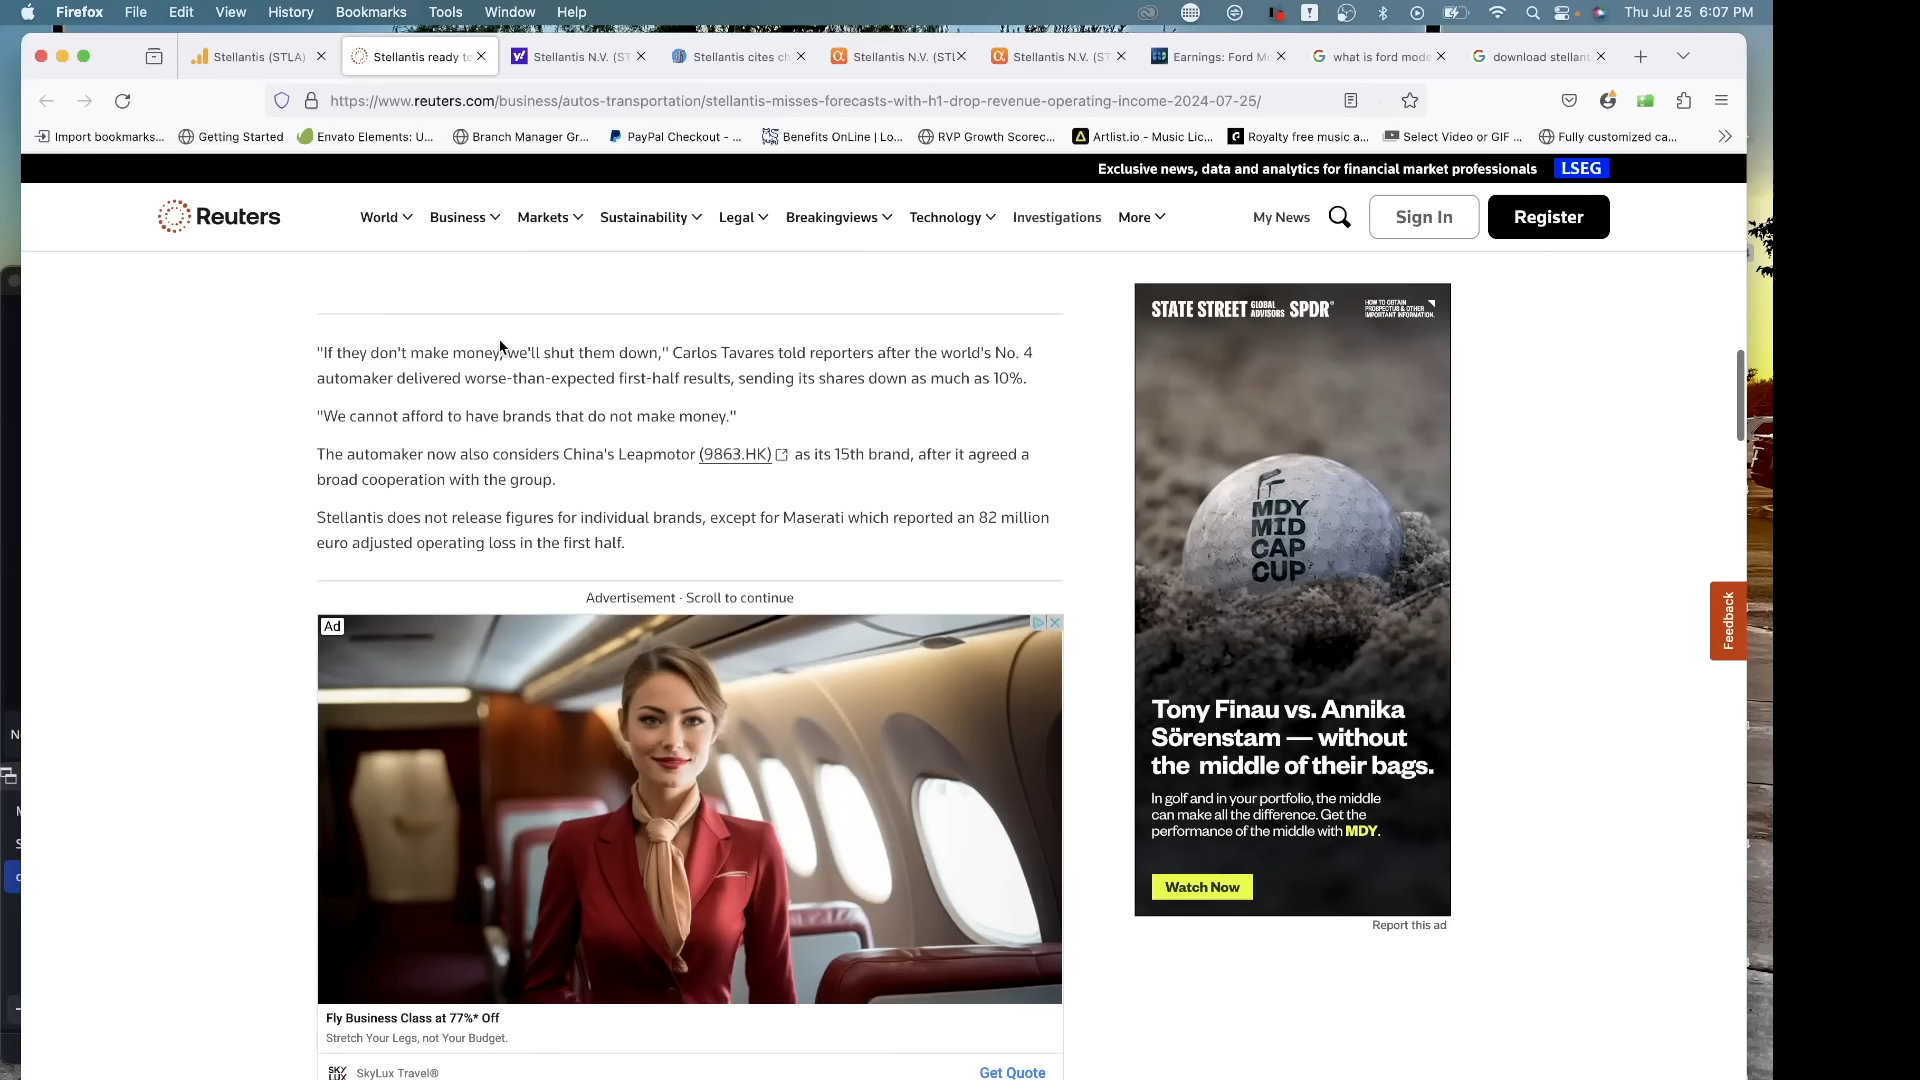 Firefox File Edit View History Bookmarks Tools Window Help Thu Jul 25 6:07 PM
Stellantis (STLA) Stellantis ready to Stellantis N.V. (ST Stellantis cites ch Stellantis N.V. (STL Stellantis N.V. (ST Earnings: Ford Mo what is ford mode download stellant
https://www.reuters.com/business/autos-transportation/stellantis-misses-forecasts-with-h1-drop-revenue-operating-income-2024-07-25/
Import bookmarks... Getting Started Envato Elements: U... Branch Manager Gr... PayPal Checkout - ... Benefits OnLine | Lo... RVP Growth Scorec... Artlist.io - Music Lic... Royalty free music a... Select Video or GIF ... Fully customized ca...
Exclusive news, data and analytics for financial market professionals LSEG
Reuters World Business Markets Sustainability Legal Breakingviews Technology Investigations More My News Sign In Register
"If they don't make money, we'll shut them down," Carlos Tavares told reporters after the world's No. 4
automaker delivered worse-than-expected first-half results, sending its shares down as much as 10%.
"We cannot afford to have brands that do not make money."
The automaker now also considers China's Leapmotor (9863.HK) as its 15th brand, after it agreed a
broad cooperation with the group.
Stellantis does not release figures for individual brands, except for Maserati which reported an 82 million
euro adjusted operating loss in the first half.
Advertisement · Scroll to continue
Ad
Fly Business Class at 77%* Off
Stretch Your Legs, not Your Budget.
SKY
LUX
SkyLux Travel®
Get Quote
STATE STREET GLOBAL ADVISORS SPDR®
HOW TO OBTAIN
PROSPECTUS & OTHER
IMPORTANT INFORMATION.
MDY
MID
CAP
CUP
Tony Finau vs. Annika
Sörenstam — without
the middle of their bags.
In golf and in your portfolio, the middle
can make all the difference. Get the
performance of the middle with MDY.
Watch Now
Report this ad
Feedback